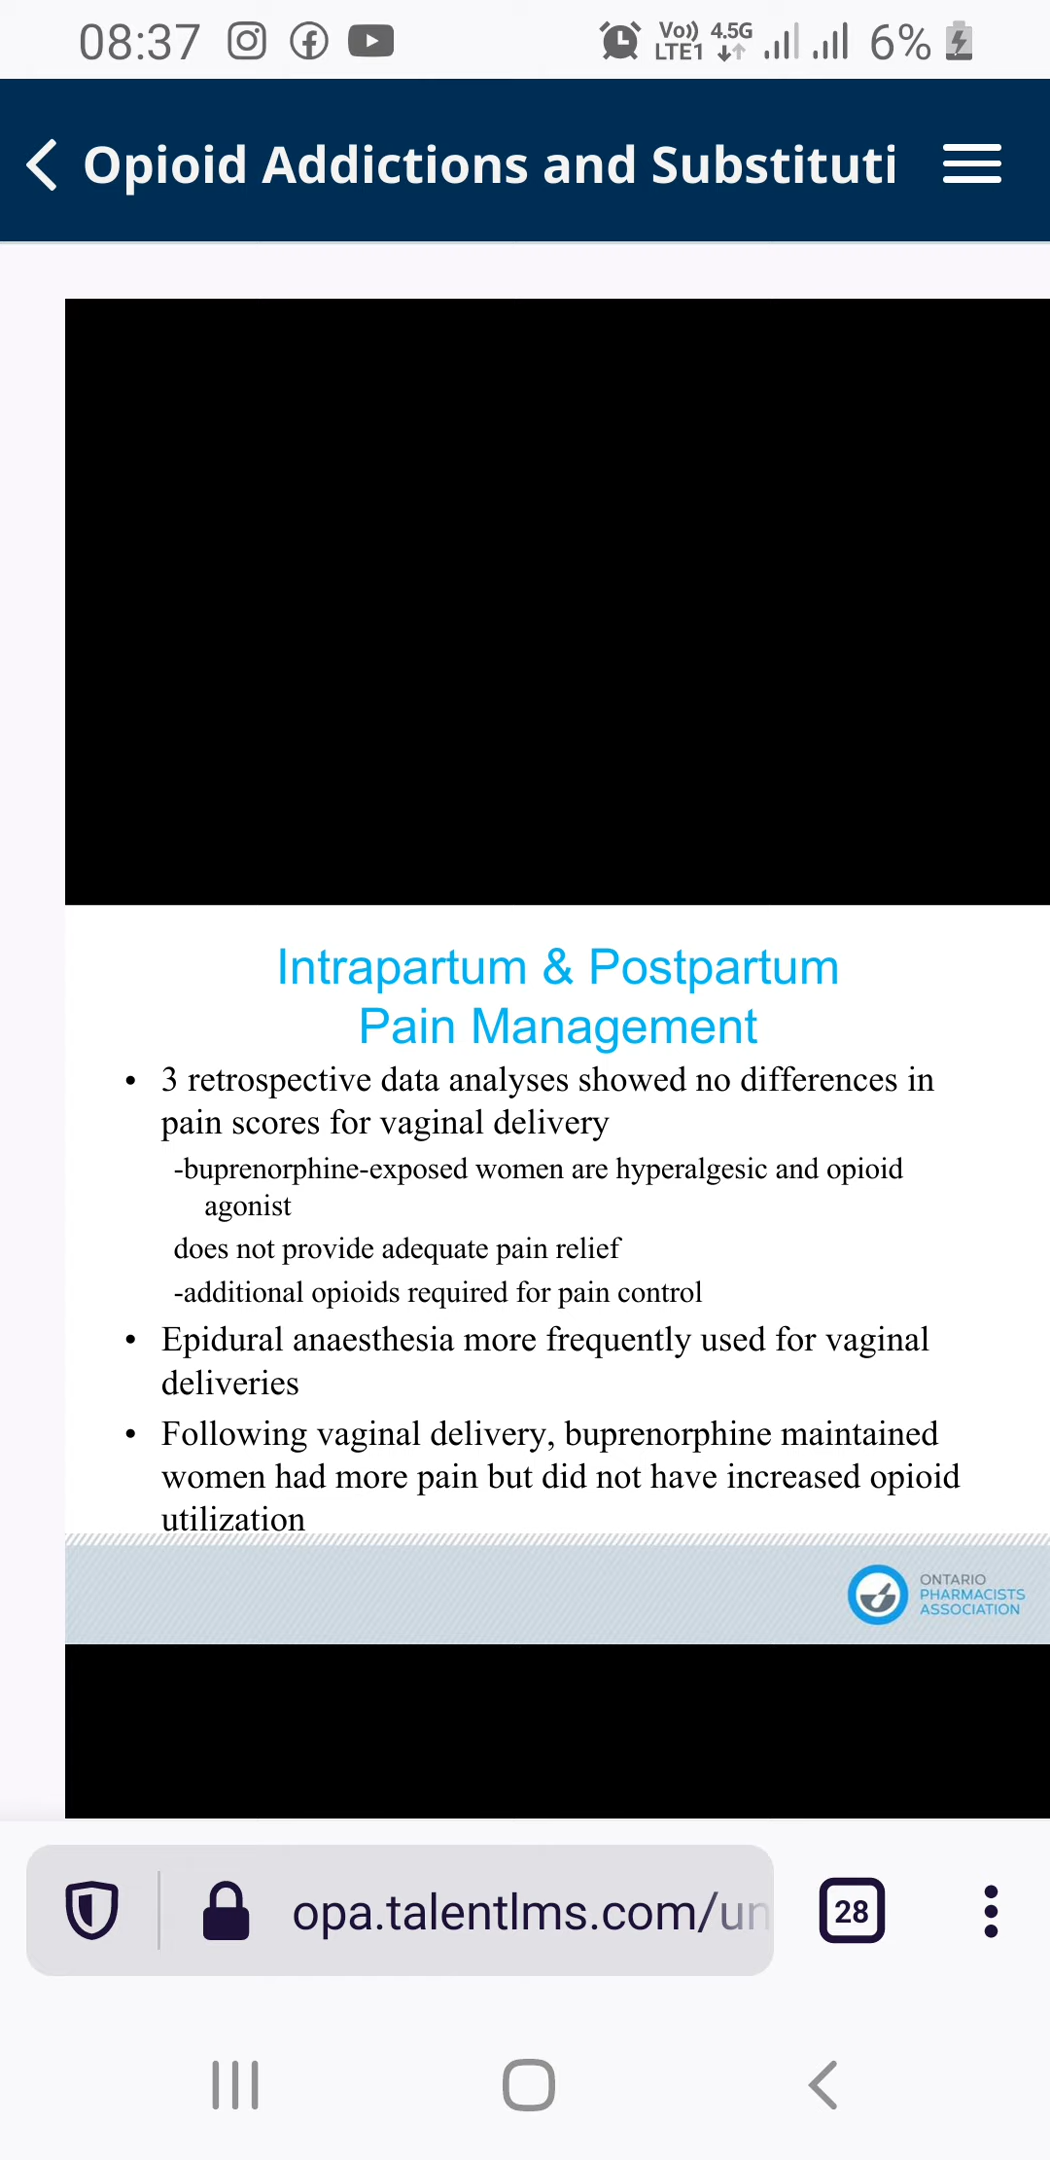 08:37 Vo)) 4.5G 6%
LTE1
Opioid Addictions and Substituti
Intrapartum & Postpartum
Pain Management
• 3 retrospective data analyses showed no differences in
pain scores for vaginal delivery
-buprenorphine-exposed women are hyperalgesic and opioid
agonist
does not provide adequate pain relief
-additional opioids required for pain control
• Epidural anaesthesia more frequently used for vaginal
deliveries
• Following vaginal delivery, buprenorphine maintained
women had more pain but did not have increased opioid
utilization
ONTARIO
PHARMACISTS
ASSOCIATION
opa.talentlms.com/un 28